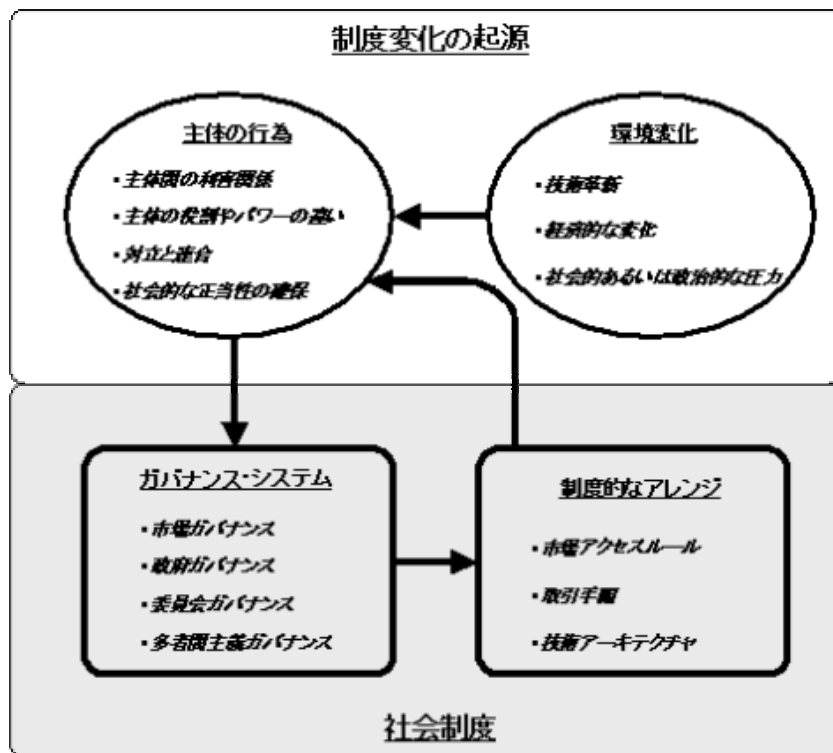 制度変化の起源
主体の行為
・主体間の利害関係
・主体の役割やパワーの違い
・対立と連合
・社会的な正当性の確保
環境変化
・技術革新
・経済的な変化
・社会的あるいは政治的な圧力
ガバナンス・システム
・市場ガバナンス
・政府ガバナンス
・委員会ガバナンス
・多者間主義ガバナンス
制度的なアレンジ
・市場アクセスルール
・取引手順
・技術アーキテクチャ
社会制度